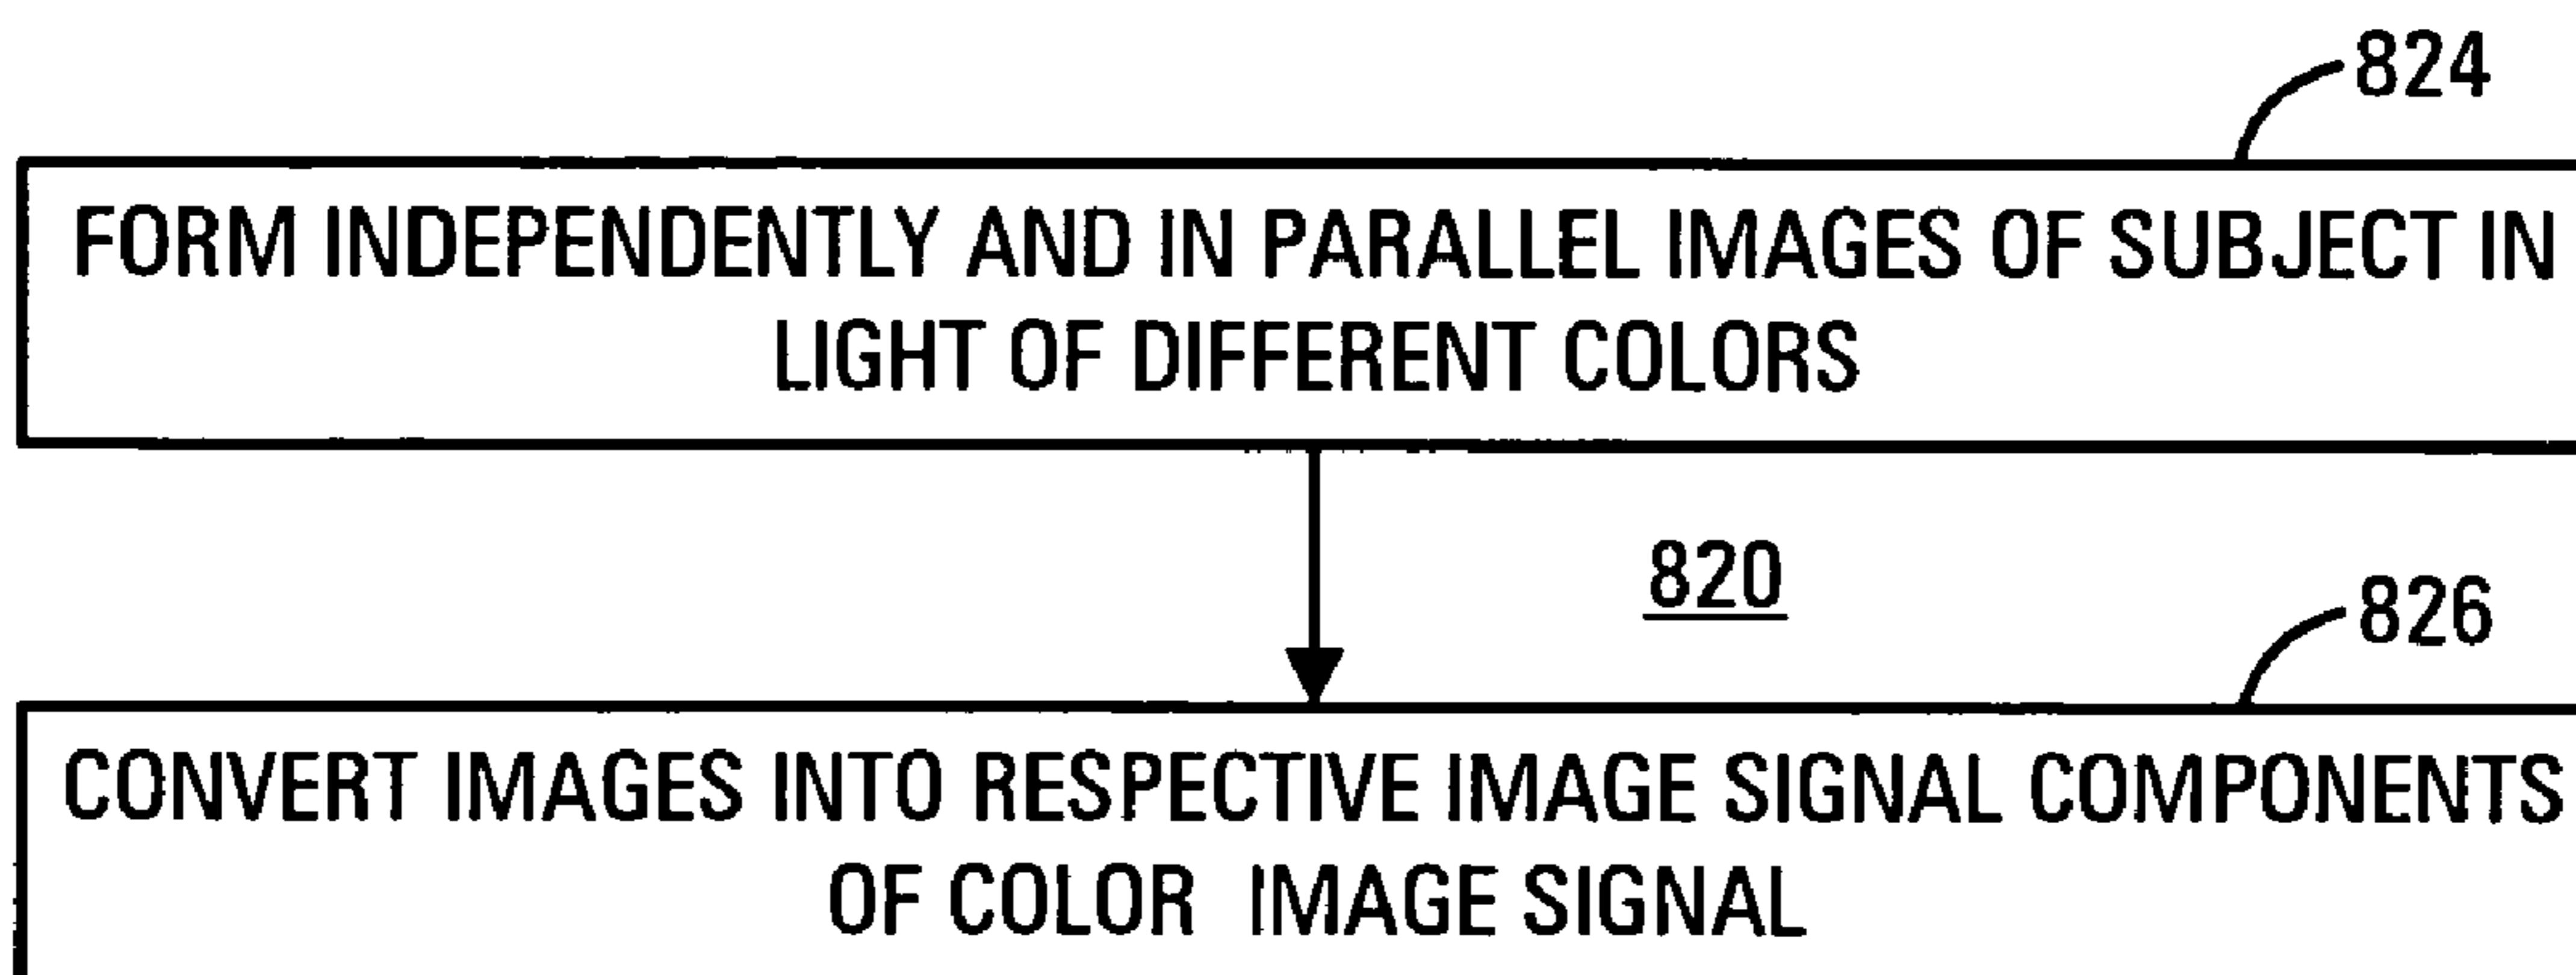 824
FORM INDEPENDENTLY AND IN PARALLEL IMAGES OF SUBJECT IN
LIGHT OF DIFFERENT COLORS
820
826
CONVERT IMAGES INTO RESPECTIVE IMAGE SIGNAL COMPONENTS
OF COLOR IMAGE SIGNAL